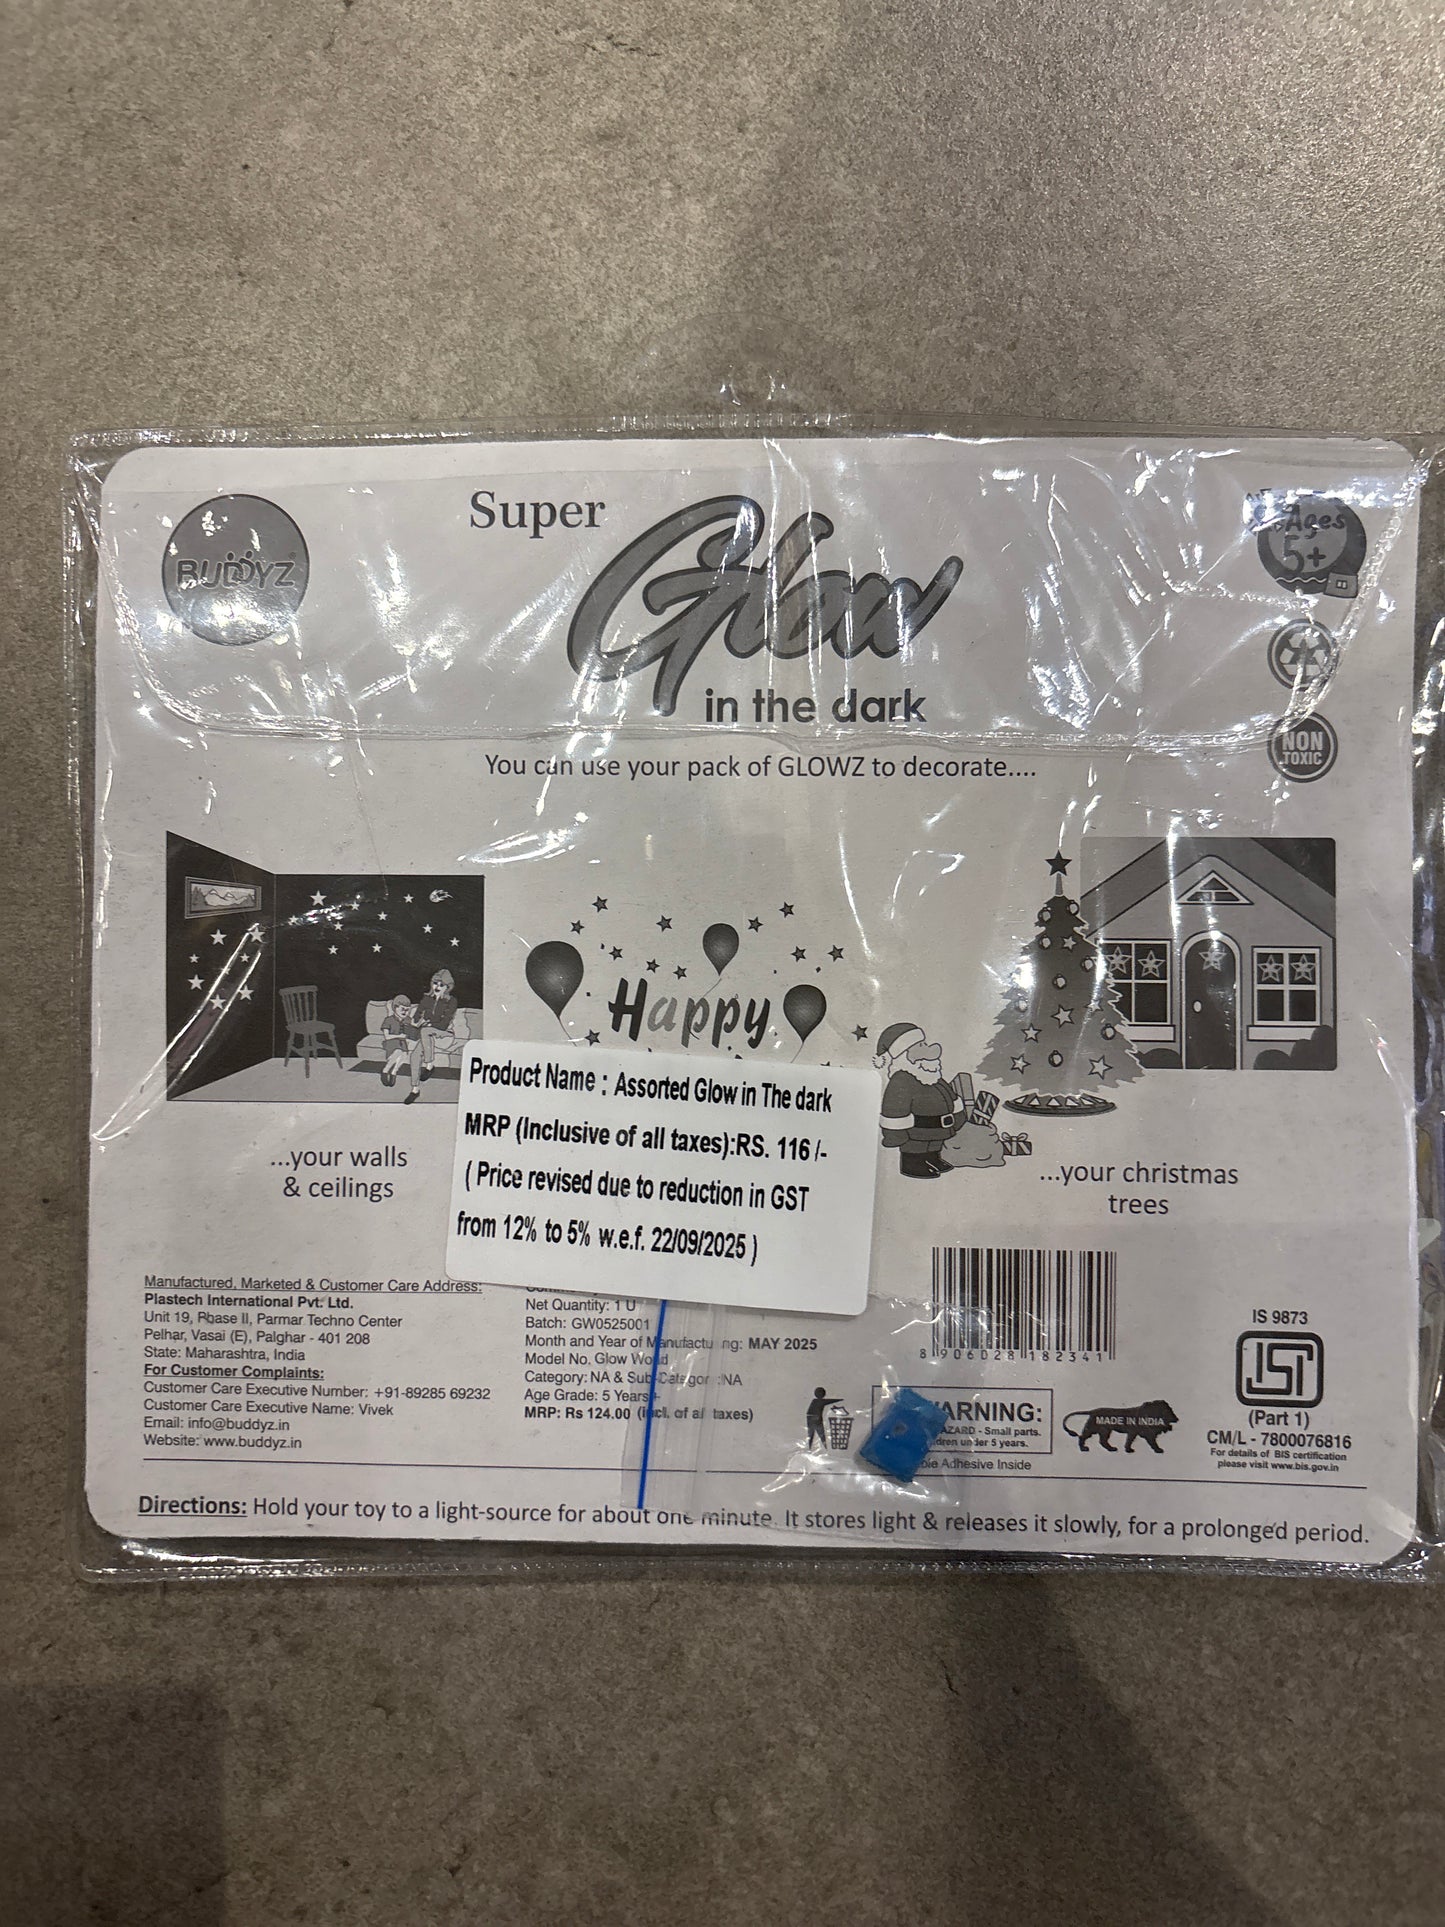 BUDDYZ
Super
Glow
in the dark
Ages
5+
NON
TOXIC
You can use your pack of GLOWZ to decorate....
Happy
...your walls
& ceilings
Product Name : Assorted Glow in The dark
MRP (Inclusive of all taxes):RS. 116 /-
( Price revised due to reduction in GST
from 12% to 5% w.e.f. 22/09/2025 )
...your christmas
trees
Manufactured, Marketed & Customer Care Address:
Plastech International Pvt. Ltd.
Unit 19, Phase II, Parmar Techno Center
Pelhar, Vasai (E), Palghar - 401 208
State: Maharashtra, India
For Customer Complaints:
Customer Care Executive Number: +91-89285 69232
Customer Care Executive Name: Vivek
Email: info@buddyz.in
Website: www.buddyz.in
Net Quantity: 1 U
Batch: GW0525001
Month and Year of Manufacturing: MAY 2025
Model No. Glow World
Category: NA & Sub-Categor :NA
Age Grade: 5 Years+
MRP: Rs 124.00 (incl. of all taxes)
8 906028 182341
WARNING:
AZARD - Small parts.
dren under 5 years.
Adhesive Inside
MADE IN INDIA
IS 9873
ISI
(Part 1)
CM/L - 7800076816
For details of BIS certification
please visit www.bis.gov.in
Directions: Hold your toy to a light-source for about one minute. It stores light & releases it slowly, for a prolonged period.